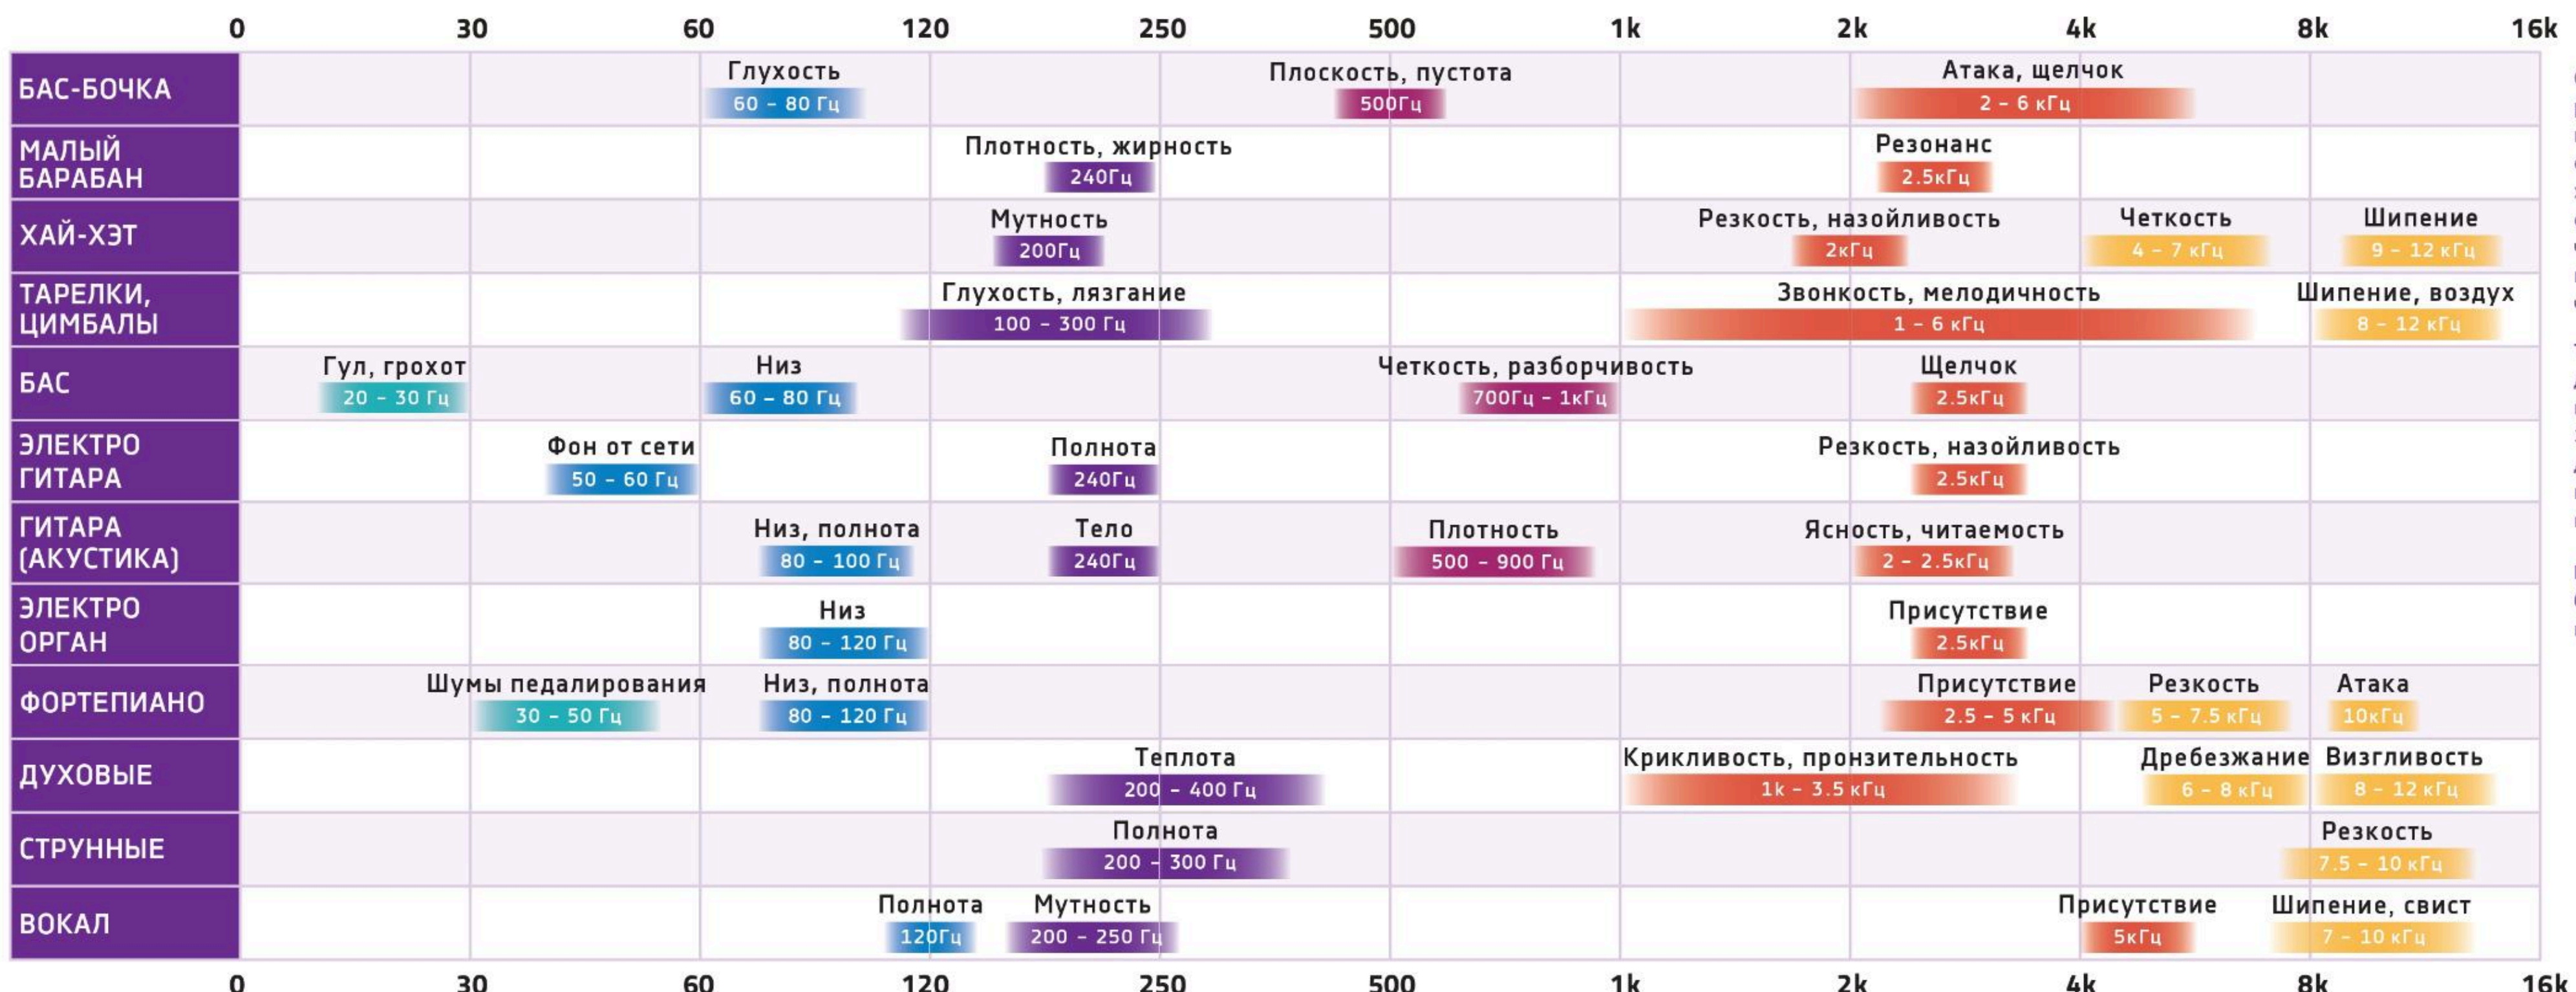 0 30 60 120 250 500 1k 2k 4k 8k 16k
БАС-БОЧКА
Глухость
60 – 80 Гц
Плоскость, пустота
500Гц
Атака, щелчок
2 – 6 кГц
МАЛЫЙ
БАРАБАН
Плотность, жирность
240Гц
Резонанс
2.5кГц
ХАЙ-ХЭТ
Мутность
200Гц
Резкость, назойливость
2кГц
Четкость
4 – 7 кГц
Шипение
9 – 12 кГц
ТАРЕЛКИ,
ЦИМБАЛЫ
Глухость, лязгание
100 – 300 Гц
Звонкость, мелодичность
1 – 6 кГц
Шипение, воздух
8 – 12 кГц
БАС
Гул, грохот
20 – 30 Гц
Низ
60 – 80 Гц
Четкость, разборчивость
700Гц – 1кГц
Щелчок
2.5кГц
ЭЛЕКТРО
ГИТАРА
Фон от сети
50 – 60 Гц
Полнота
240Гц
Резкость, назойливость
2.5кГц
ГИТАРА
(АКУСТИКА)
Низ, полнота
80 – 100 Гц
Тело
240Гц
Плотность
500 – 900 Гц
Ясность, читаемость
2 – 2.5кГц
ЭЛЕКТРО
ОРГАН
Низ
80 – 120 Гц
Присутствие
2.5кГц
ФОРТЕПИАНО
Шумы педалирования
30 – 50 Гц
Низ, полнота
80 – 120 Гц
Присутствие
2.5 – 5 кГц
Резкость
5 – 7.5 кГц
Атака
10кГц
ДУХОВЫЕ
Теплота
200 – 400 Гц
Крикливость, пронзительность
1k – 3.5 кГц
Дребезжание
6 – 8 кГц
Визгливость
8 – 12 кГц
СТРУННЫЕ
Полнота
200 – 300 Гц
Резкость
7.5 – 10 кГц
ВОКАЛ
Полнота
120Гц
Мутность
200 – 250 Гц
Присутствие
5кГц
Шипение, свист
7 – 10 кГц
0 30 60 120 250 500 1k 2k 4k 8k 16k